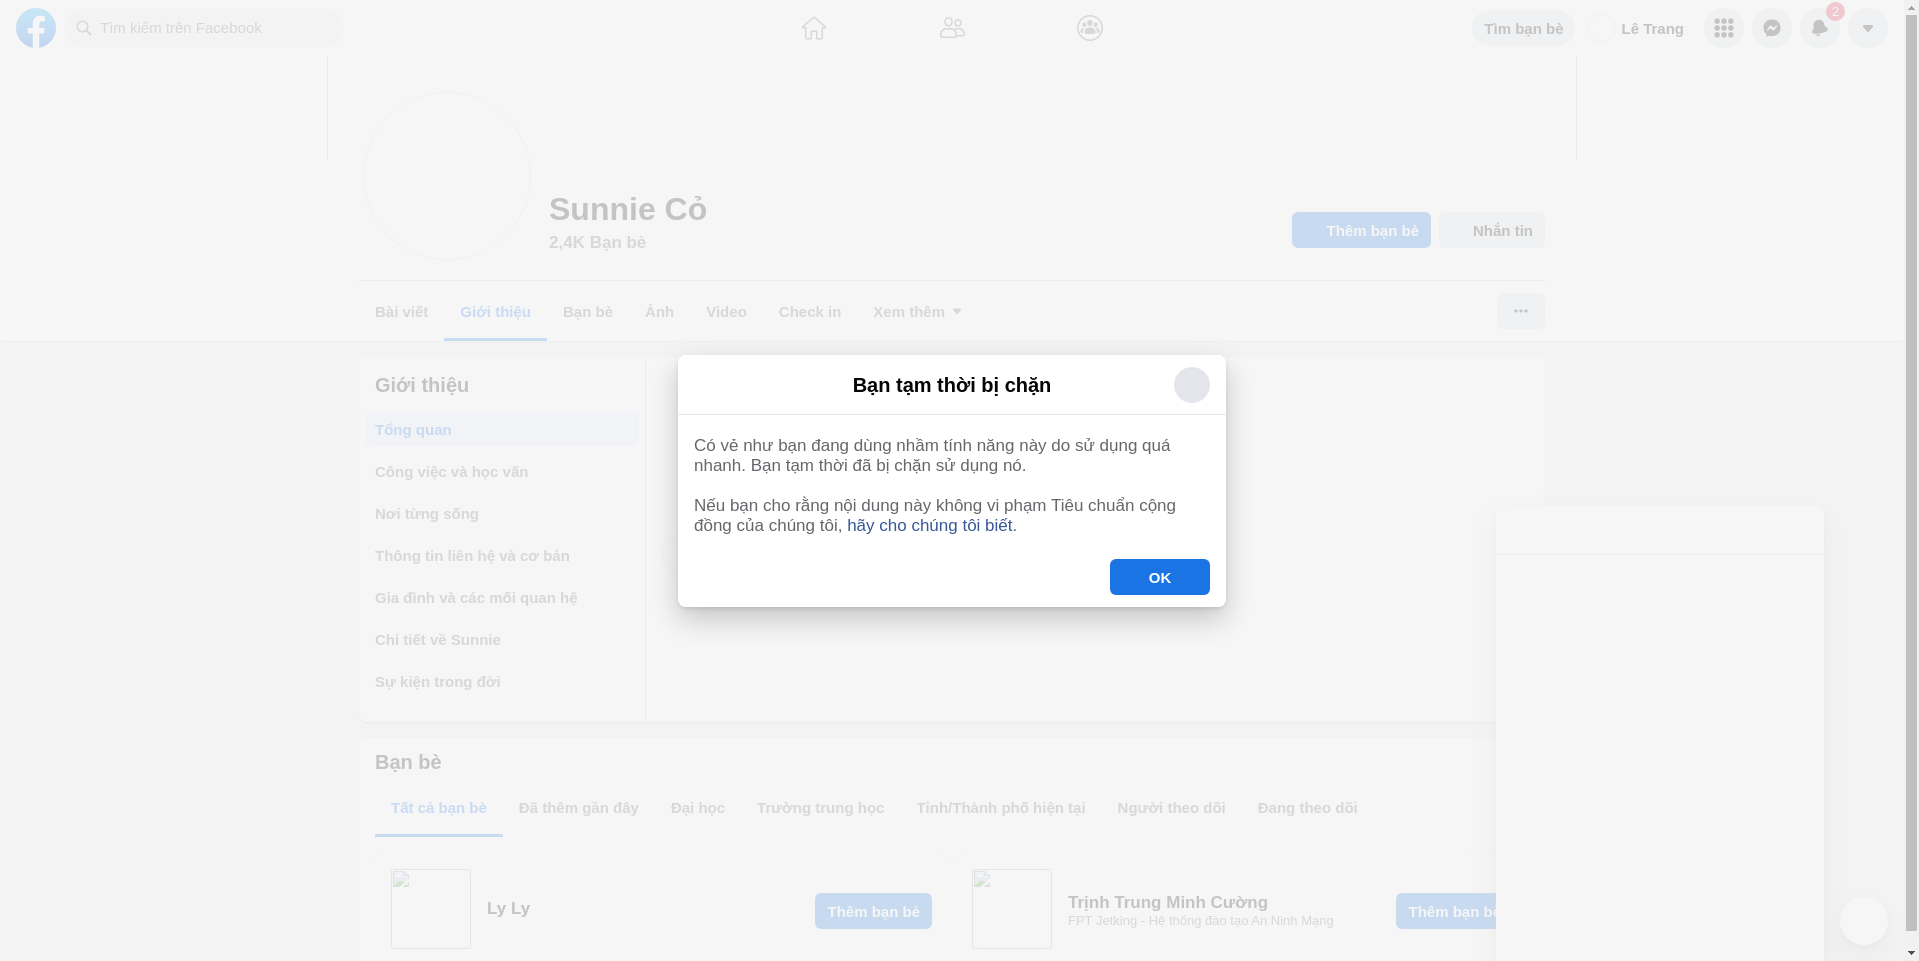 Tìm kiếm trên Facebook
Tìm bạn bè
Lê Trang
2
Sunnie Cỏ
2,4K Bạn bè
Thêm bạn bè
Nhắn tin
Bài viết
Giới thiệu
Bạn bè
Ảnh
Video
Check in
Xem thêm
Giới thiệu
Tổng quan
Công việc và học vấn
Nơi từng sống
Thông tin liên hệ và cơ bản
Gia đình và các mối quan hệ
Chi tiết về Sunnie
Sự kiện trong đời
Bạn tạm thời bị chặn
Có vẻ như bạn đang dùng nhầm tính năng này do sử dụng quá
nhanh. Bạn tạm thời đã bị chặn sử dụng nó.
Nếu bạn cho rằng nội dung này không vi phạm Tiêu chuẩn cộng
đồng của chúng tôi, hãy cho chúng tôi biết.
OK
Bạn bè
Tất cả bạn bè
Đã thêm gần đây
Đại học
Trường trung học
Tỉnh/Thành phố hiện tại
Người theo dõi
Đang theo dõi
Ly Ly
Thêm bạn bè
Trịnh Trung Minh Cường
FPT Jetking - Hệ thống đào tạo An Ninh Mạng
Thêm bạn bè